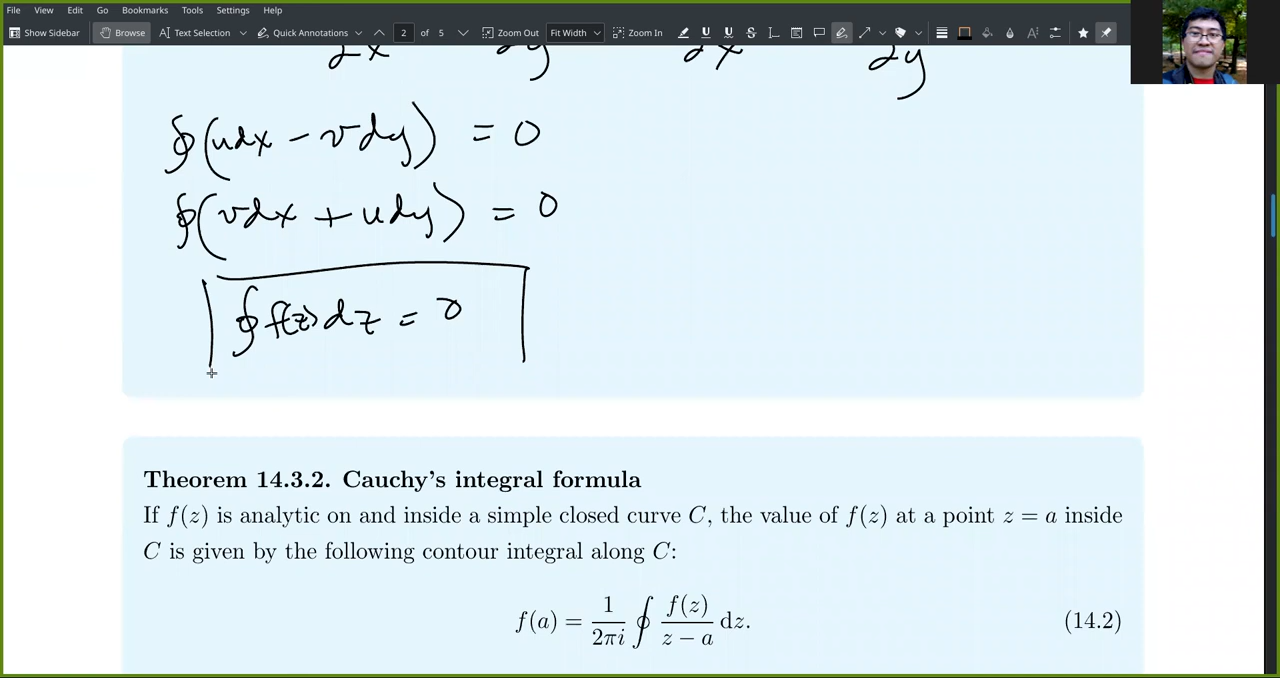 File View Edit Go Bookmarks Tools Settings Help
Show Sidebar Browse Text Selection Quick Annotations 2 of 5 Zoom Out Fit Width Zoom In
∂x ∂y ∂x ∂y
∮(udx − vdy) = 0
∮(vdx + udy) = 0
∮f(z)dz = 0
Theorem 14.3.2. Cauchy's integral formula
If f(z) is analytic on and inside a simple closed curve C, the value of f(z) at a point z = a inside
C is given by the following contour integral along C:
f(a) = 1/2πi ∮ f(z)/z − a dz. (14.2)